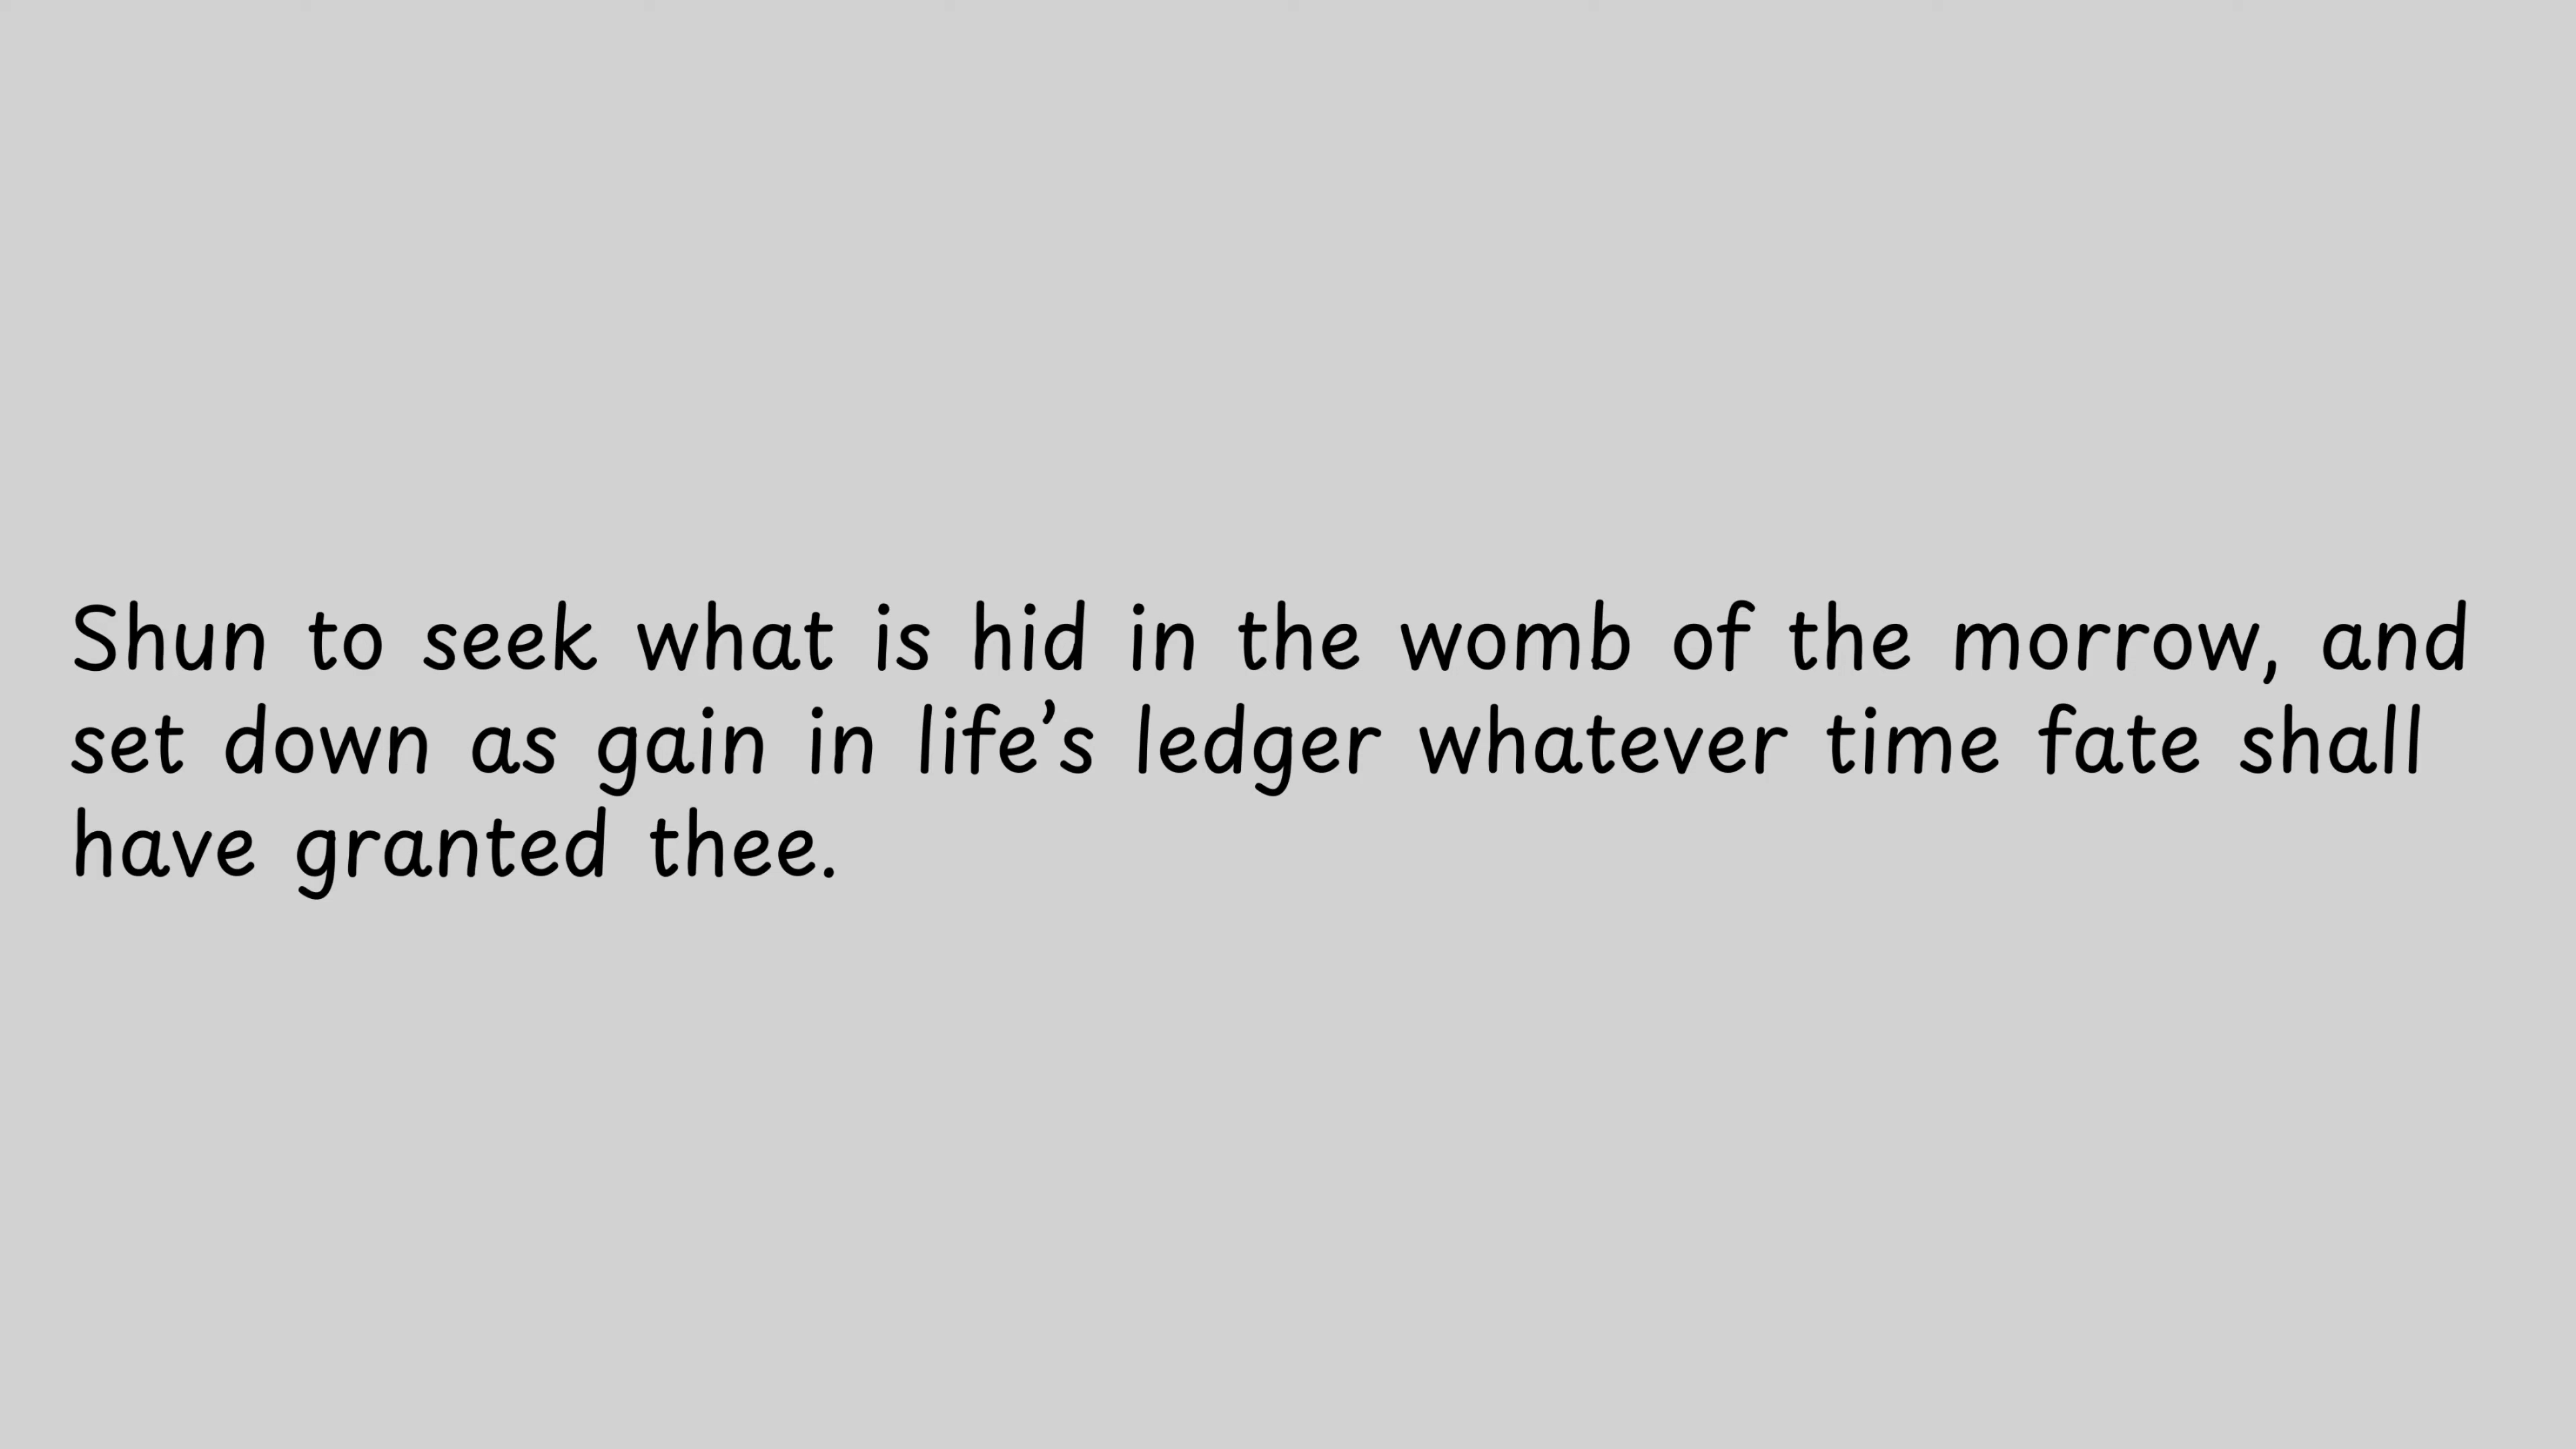 Shun to seek what is hid in the womb of the morrow, and
set down as gain in life’s ledger whatever time fate shall
have granted thee.